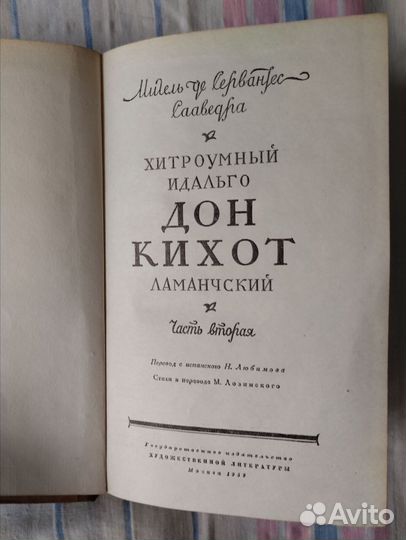 Мигель де Сервантес
Сааведра
ХИТРОУМНЫЙ
ИДАЛЬГО
ДОН
КИХОТ
ЛАМАНЧСКИЙ
Часть вторая
Перевод с испанского Н. Любимова
Стихи в переводе М. Лозинского
Государственное издательство
ХУДОЖЕСТВЕННОЙ ЛИТЕРАТУРЫ
Москва 1959
Avito